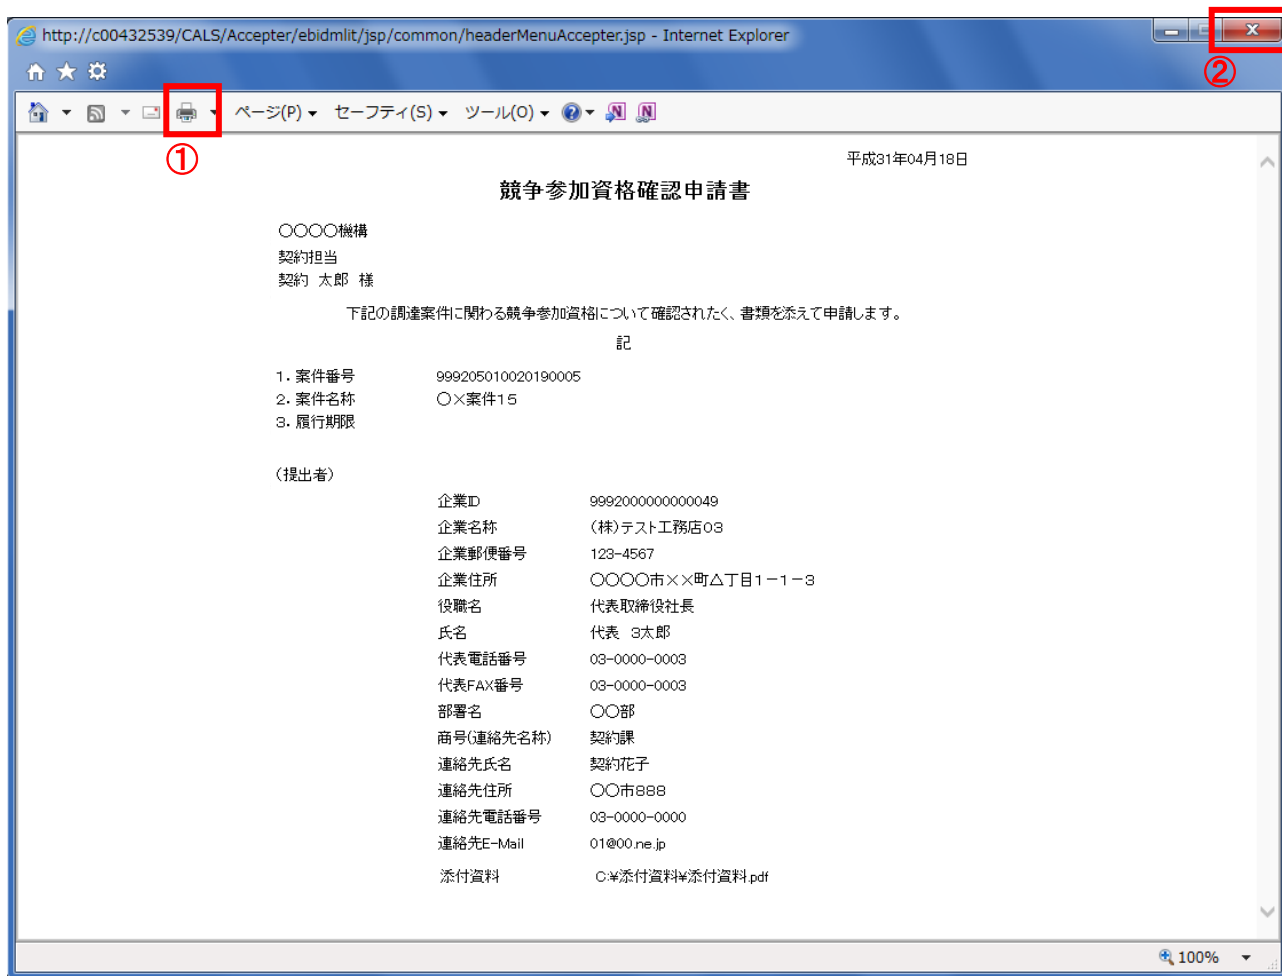 http://c00432539/CALS/Accepter/ebidmlit/jsp/common/headerMenuAccepter.jsp - Internet Explorer
②
ページ(P) セーフティ(S) ツール(O)
①
平成31年04月18日
競争参加資格確認申請書
〇〇〇〇機構
契約担当
契約 太郎 様
下記の調達案件に関わる競争参加資格について確認されたく、書類を添えて申請します。
記
1. 案件番号 999205010020190005
2. 案件名称 〇×案件15
3. 履行期限
(提出者)
企業ID 9992000000000049
企業名称 (株)テスト工務店03
企業郵便番号 123-4567
企業住所 〇〇〇〇市××町△丁目1-1-3
役職名 代表取締役社長
氏名 代表 3太郎
代表電話番号 03-0000-0003
代表FAX番号 03-0000-0003
部署名 〇〇部
商号(連絡先名称) 契約課
連絡先氏名 契約花子
連絡先住所 〇〇市888
連絡先電話番号 03-0000-0000
連絡先E-Mail 01@00.ne.jp
添付資料 C:¥添付資料¥添付資料.pdf
100%